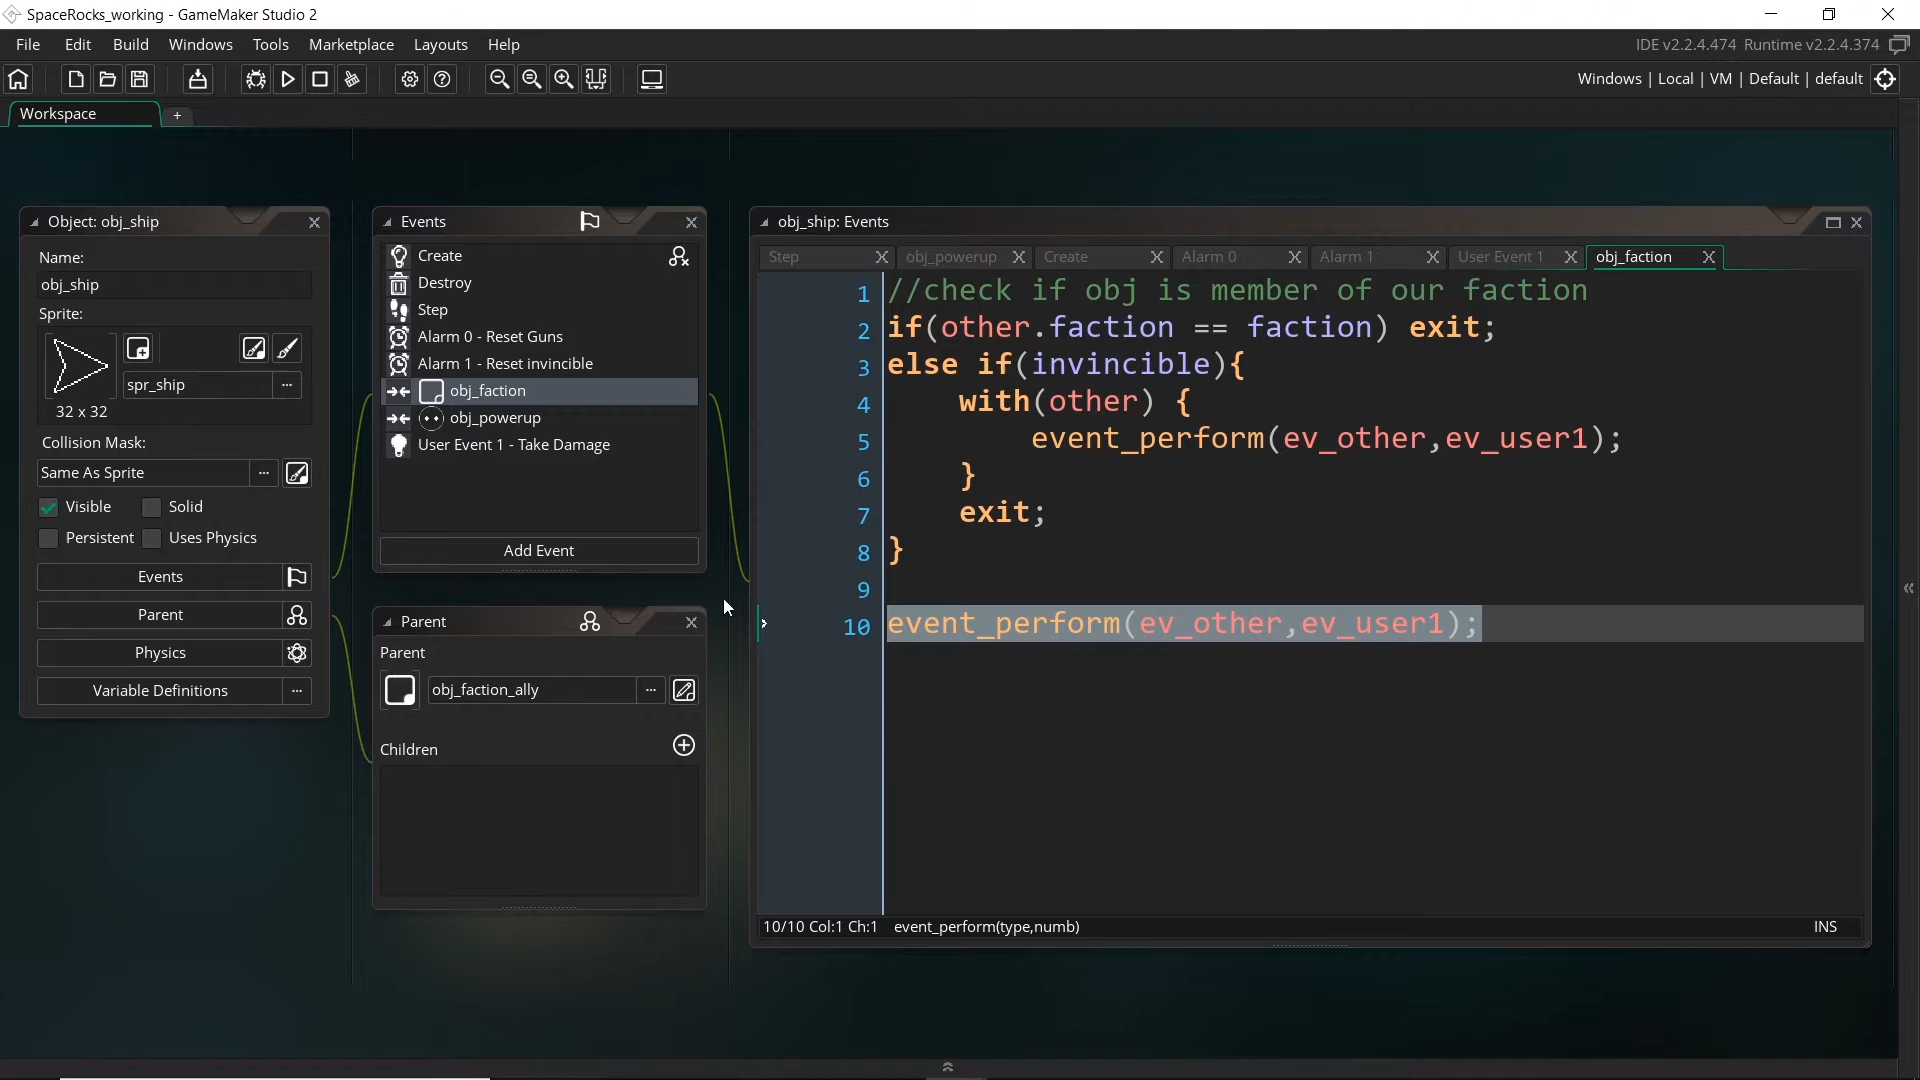 SpaceRocks_working - GameMaker Studio 2
File Edit Build Windows Tools Marketplace Layouts Help
IDE v2.2.4.474 Runtime v2.2.4.374
Windows | Local | VM | Default | default
Workspace +
Object: obj_ship
Name:
obj_ship
Sprite:
spr_ship ...
32 x 32
Collision Mask:
Same As Sprite ...
Visible Solid
Persistent Uses Physics
Events
Parent
Physics
Variable Definitions ...
Events
Create
Destroy
Step
Alarm 0 - Reset Guns
Alarm 1 - Reset invincible
obj_faction
obj_powerup
User Event 1 - Take Damage
Add Event
Parent
Parent
obj_faction_ally ...
Children
obj_ship: Events
Step obj_powerup Create Alarm 0 Alarm 1 User Event 1 obj_faction
1 //check if obj is member of our faction
2 if(other.faction == faction) exit;
3 else if(invincible){
4 with(other) {
5 event_perform(ev_other,ev_user1);
6 }
7 exit;
8 }
9
10 event_perform(ev_other,ev_user1);
10/10 Col:1 Ch:1 event_perform(type,numb) INS